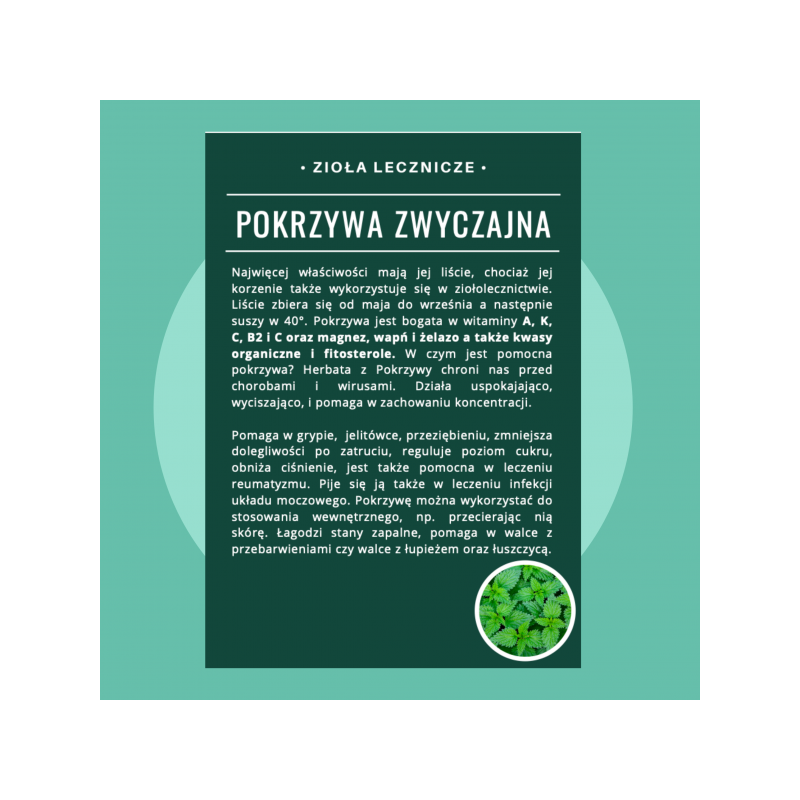 • ZIOŁA LECZNICZE •
POKRZYWA ZWYCZAJNA
Najwięcej właściwości mają jej liście, chociaż jej
korzenie także wykorzystuje się w ziołolecznictwie.
Liście zbiera się od maja do września a następnie
suszy w 40°. Pokrzywa jest bogata w witaminy A, K,
C, B2 i C oraz magnez, wapń i żelazo a także kwasy
organiczne i fitosterole. W czym jest pomocna
pokrzywa? Herbata z Pokrzywy chroni nas przed
chorobami i wirusami. Działa uspokajająco,
wyciszająco, i pomaga w zachowaniu koncentracji.
Pomaga w grypie, jelitówce, przeziębieniu, zmniejsza
dolegliwości po zatruciu, reguluje poziom cukru,
obniża ciśnienie, jest także pomocna w leczeniu
reumatyzmu. Pije się ją także w leczeniu infekcji
układu moczowego. Pokrzywę można wykorzystać do
stosowania wewnętrznego, np. przecierając nią
skórę. Łagodzi stany zapalne, pomaga w walce z
przebarwieniami czy walce z łupieżem oraz łuszczycą.